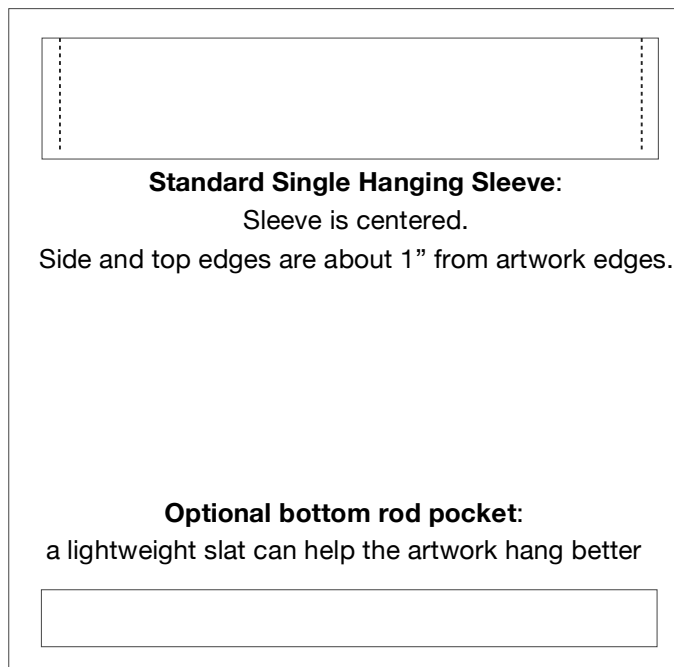 Standard Single Hanging Sleeve:
Sleeve is centered.
Side and top edges are about 1” from artwork edges.
Optional bottom rod pocket:
a lightweight slat can help the artwork hang better